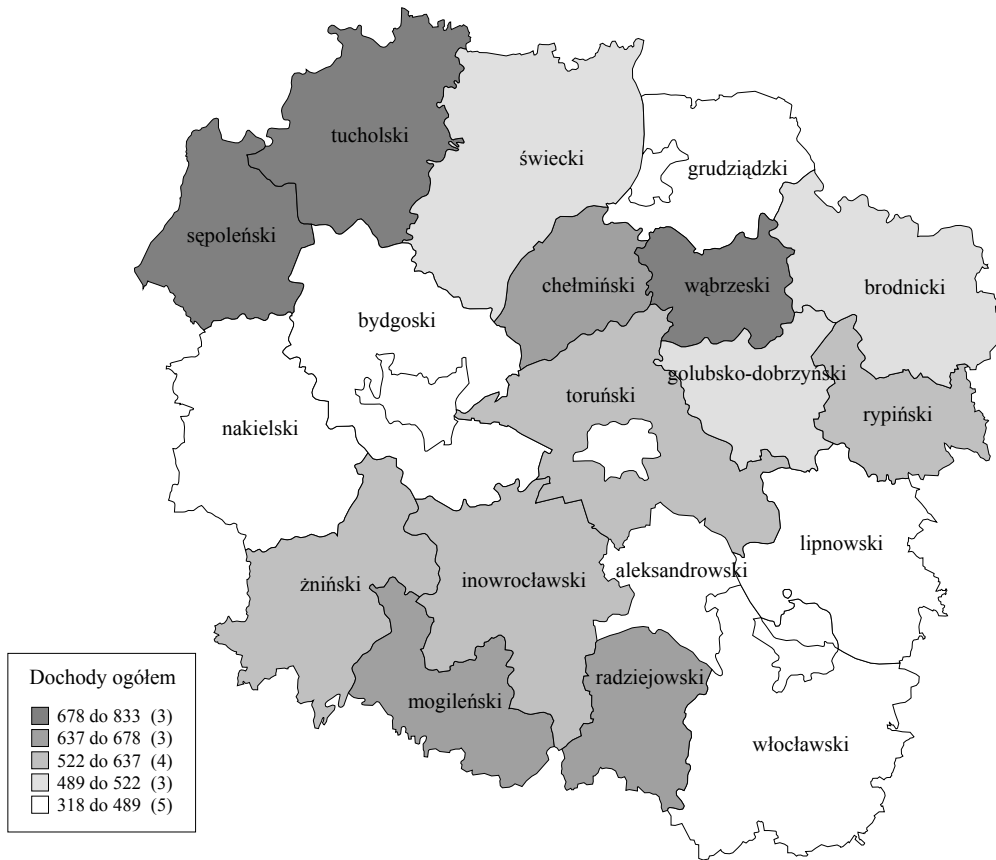 tucholski
świecki
grudziądzki
sępoleński
chełmiński
wąbrzeski
brodnicki
bydgoski
golubsko-dobrzyński
toruński
rypiński
nakielski
lipnowski
aleksandrowski
inowrocławski
żniński
radziejowski
mogileński
włocławski
Dochody ogółem
678 do 833 (3)
637 do 678 (3)
522 do 637 (4)
489 do 522 (3)
318 do 489 (5)